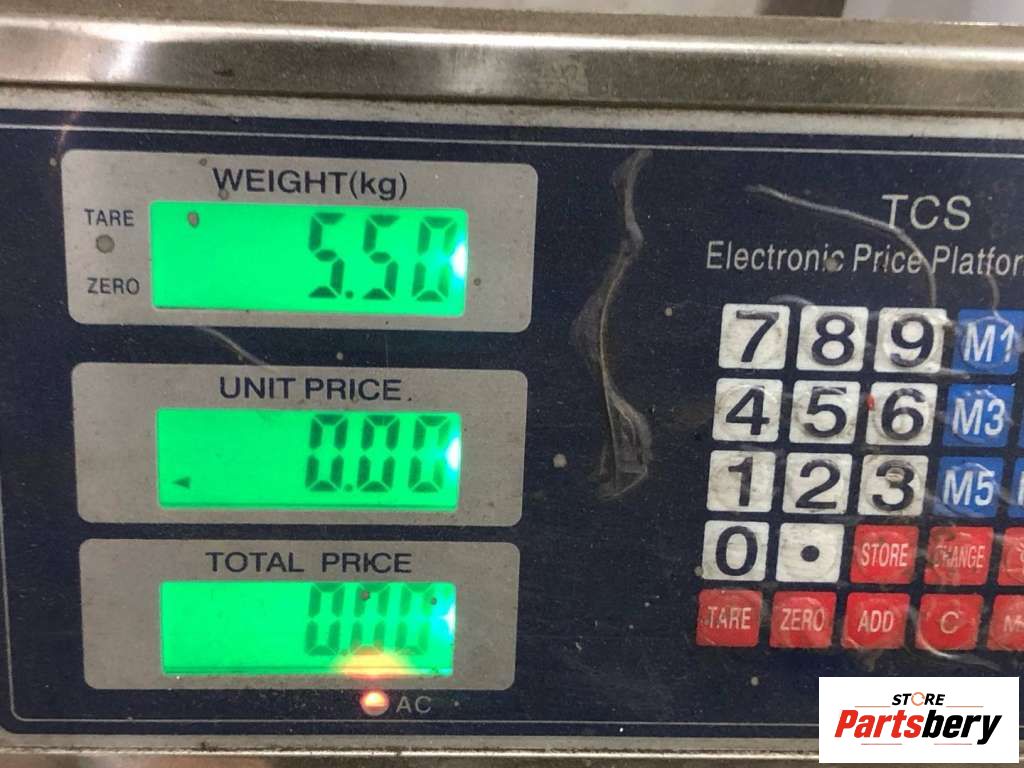 WEIGHT(kg)
TARE
ZERO
5.50
UNIT PRICE
0.00
TOTAL PRICE
0.00
AC
TCS
Electronic Price Platfor
7 8 9 M1
4 5 6 M3
1 2 3 M5
0 . STORE CHANGE
TARE ZERO ADD C
STORE
Partsbery